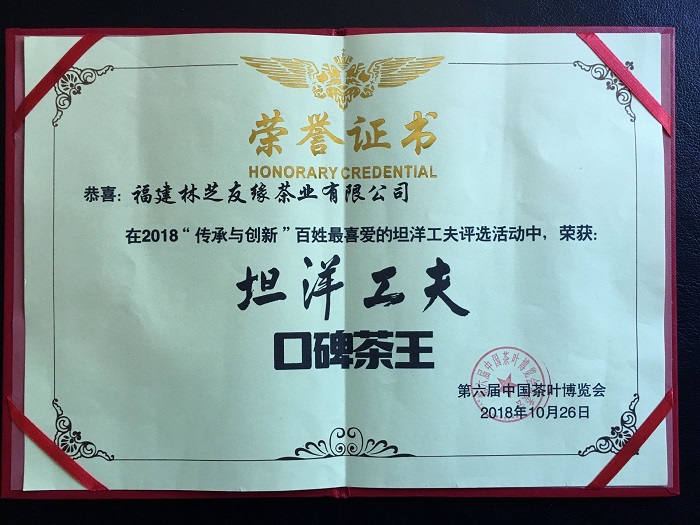 荣誉证书
HONORARY CREDENTIAL
恭喜：福建林芝友缘茶业有限公司
在2018“传承与创新”百姓最喜爱的坦洋工夫评选活动中，荣获：
坦洋工夫
口碑茶王
第六届中国茶叶博览会
2018年10月26日